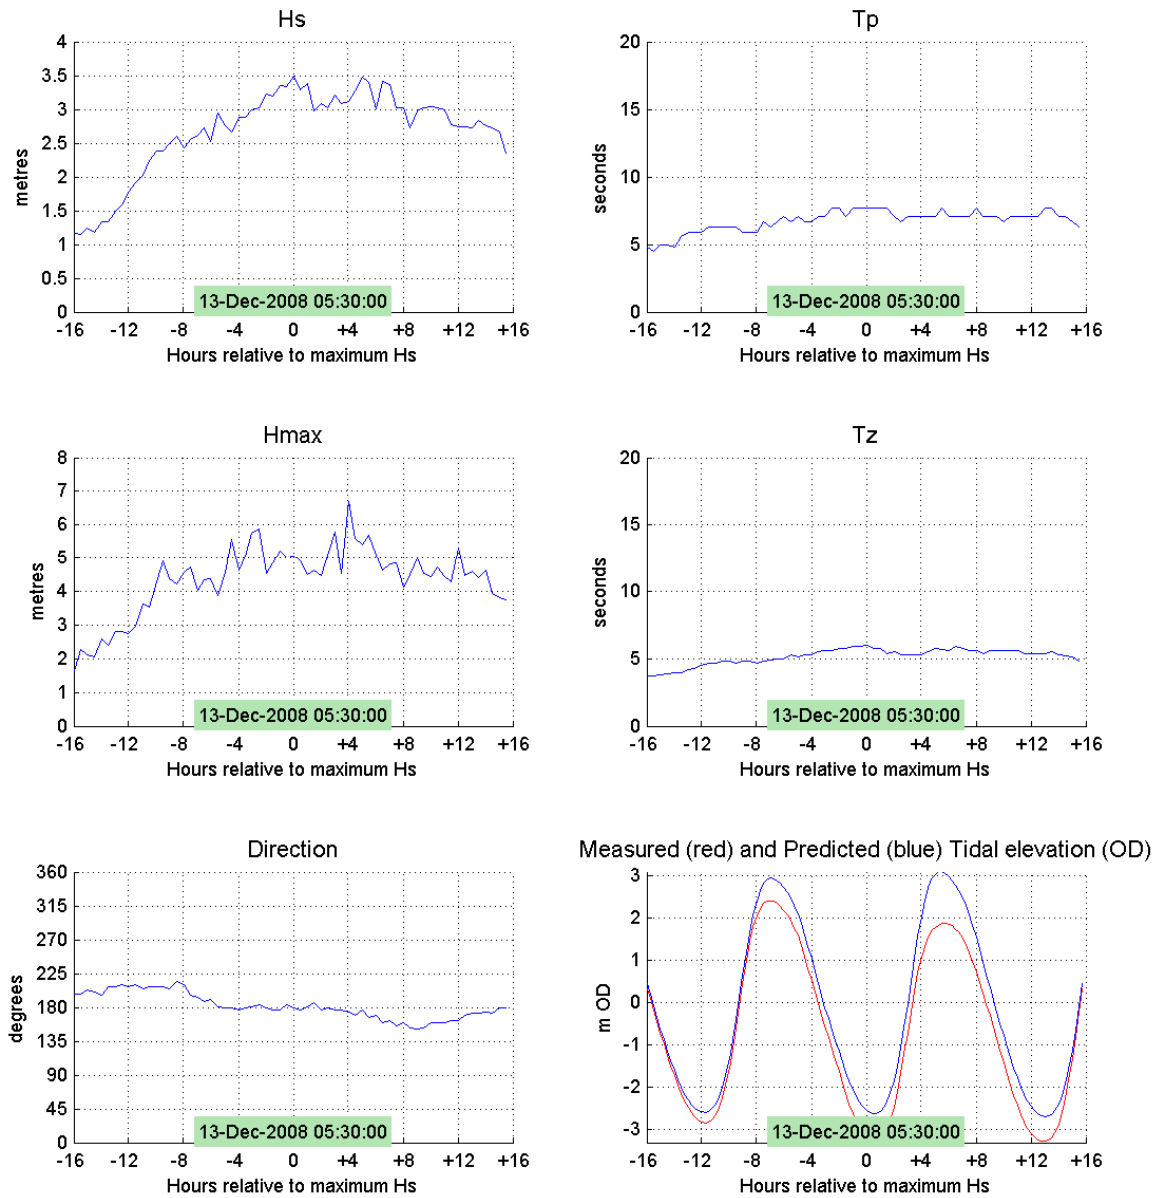 Hs
4
3.5
3
2.5
2
1.5
1
0.5
0
metres
13-Dec-2008 05:30:00
-16 -12 -8 -4 0 +4 +8 +12 +16
Hours relative to maximum Hs
Tp
20
15
10
5
0
seconds
13-Dec-2008 05:30:00
-16 -12 -8 -4 0 +4 +8 +12 +16
Hours relative to maximum Hs
Hmax
8
7
6
5
4
3
2
1
0
metres
13-Dec-2008 05:30:00
-16 -12 -8 -4 0 +4 +8 +12 +16
Hours relative to maximum Hs
Tz
20
15
10
5
0
seconds
13-Dec-2008 05:30:00
-16 -12 -8 -4 0 +4 +8 +12 +16
Hours relative to maximum Hs
Direction
360
315
270
225
180
135
90
45
0
degrees
13-Dec-2008 05:30:00
-16 -12 -8 -4 0 +4 +8 +12 +16
Hours relative to maximum Hs
Measured (red) and Predicted (blue) Tidal elevation (OD)
3
2
1
0
-1
-2
-3
m OD
13-Dec-2008 05:30:00
-16 -12 -8 -4 0 +4 +8 +12 +16
Hours relative to maximum Hs